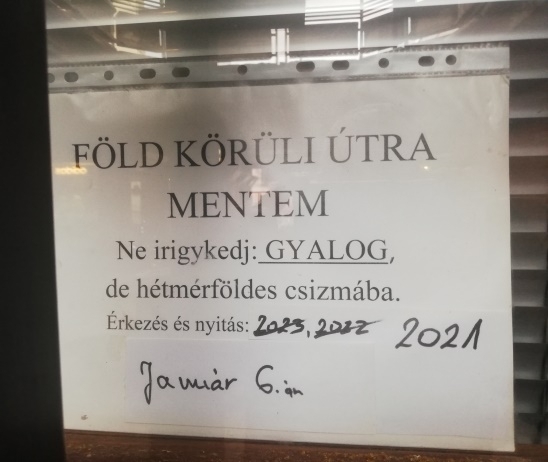 FÖLD KÖRÜLI ÚTRA
MENTEM
Ne irigykedj: GYALOG,
de hétmérföldes csizmába.
Érkezés és nyitás: 2023, 2022 2021
Január 6.án